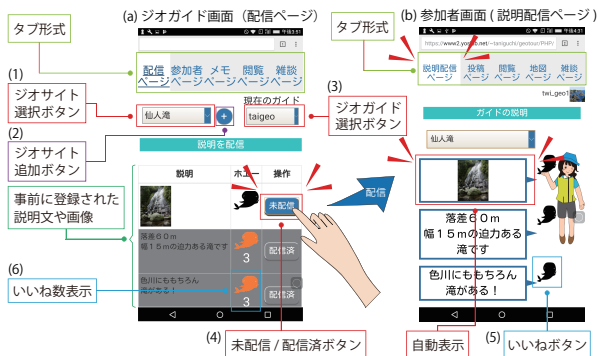 (a) ジオガイド画面（配信ページ）
(b) 参加者画面 ( 説明配信ページ )
タブ形式
午後3:51
配信
ページ
参加者
ページ
メモ
ページ
閲覧
ページ
雑談
ページ
(1)
ジオサイト
選択ボタン
仙人滝
現在のガイド
taigeo
(3)
ジオガイド
選択ボタン
(2)
ジオサイト
追加ボタン
説明を配信
説明
ホエー
操作
未配信
事前に登録された
説明文や画像
落差６０ｍ
幅１５ｍの迫力ある滝です
3
配信済
(6)
いいね数表示
色川にももちろん
滝がある！
3
配信済
(4)
未配信 / 配信済ボタン
配信
タブ形式
午後4:31
説明配信
ページ
投稿
ページ
閲覧
ページ
地図
ページ
雑談
ページ
twi_geo1
ガイドの説明
仙人滝
落差６０ｍ
幅１５ｍの迫力ある
滝です
色川にももちろん
滝がある！
自動表示
(5)
いいねボタン